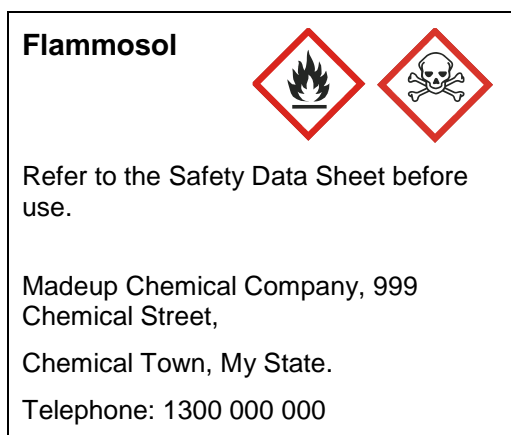 Flammosol
Refer to the Safety Data Sheet before
use.
Madeup Chemical Company, 999
Chemical Street,
Chemical Town, My State.
Telephone: 1300 000 000